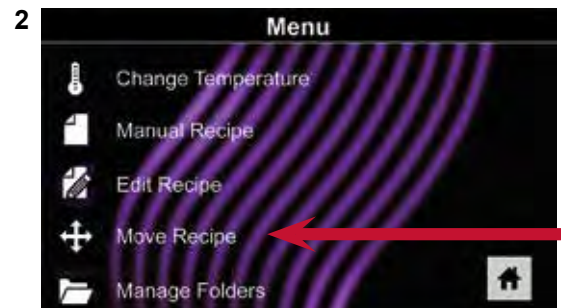 2
Menu
Change Temperature
Manual Recipe
Edit Recipe
Move Recipe
Manage Folders